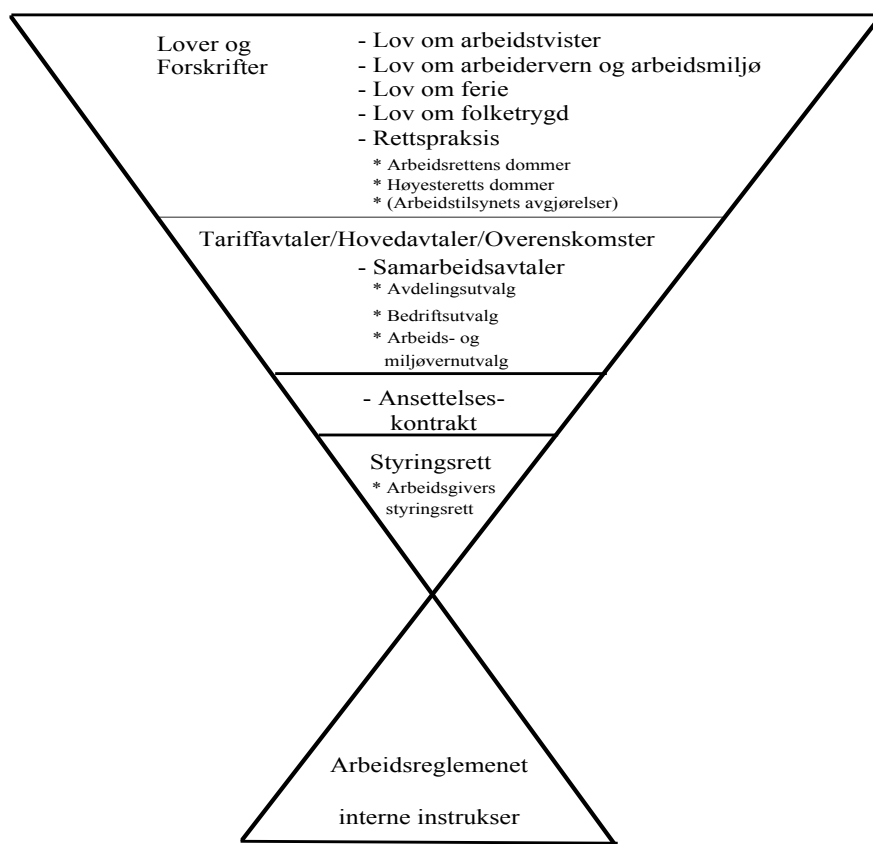 Lover og
Forskrifter
- Lov om arbeidstvister
- Lov om arbeidervern og arbeidsmiljø
- Lov om ferie
- Lov om folketrygd
- Rettspraksis
* Arbeidsrettens dommer
* Høyesteretts dommer
* (Arbeidstilsynets avgjørelser)
Tariffavtaler/Hovedavtaler/Overenskomster
- Samarbeidsavtaler
* Avdelingsutvalg
* Bedriftsutvalg
* Arbeids- og
miljøvernutvalg
- Ansettelses-
kontrakt
Styringsrett
* Arbeidsgivers
styringsrett
Arbeidsreglemenet
interne instrukser